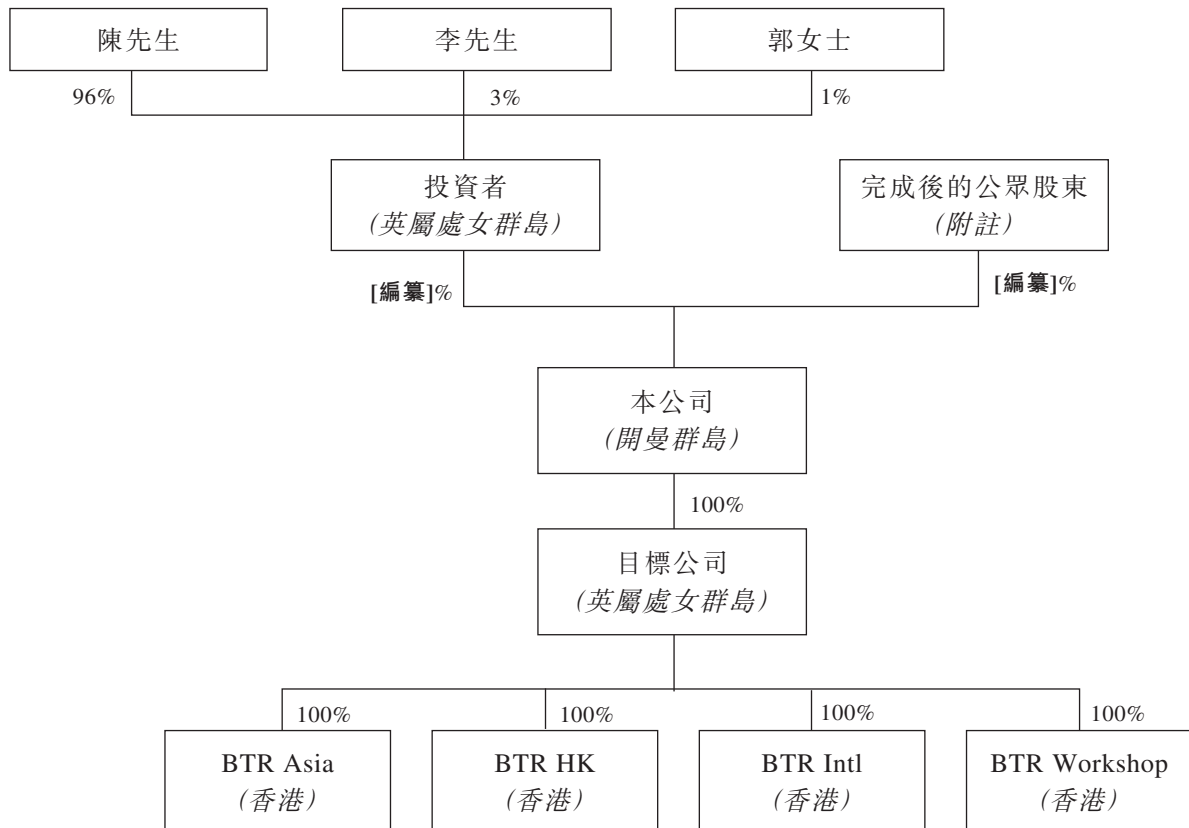 陳先生
李先生
郭女士
96%
3%
1%
投資者
(英屬處女群島)
完成後的公眾股東
(附註)
[編纂]%
[編纂]%
本公司
(開曼群島)
100%
目標公司
(英屬處女群島)
100%
100%
100%
100%
BTR Asia
(香港)
BTR HK
(香港)
BTR Intl
(香港)
BTR Workshop
(香港)